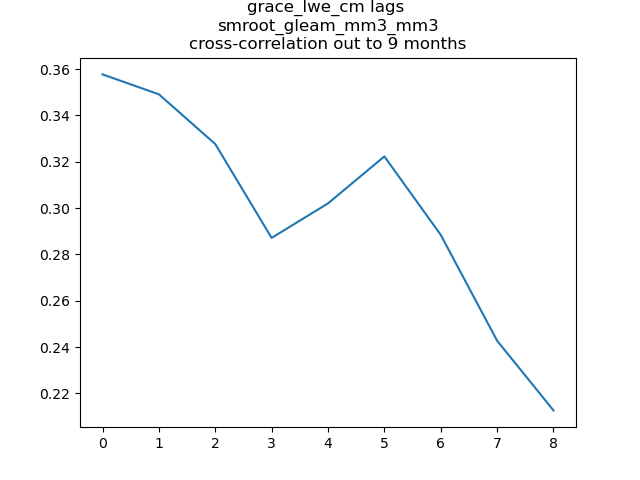 grace_lwe_cm lags
smroot_gleam_mm3_mm3
cross-correlation out to 9 months
0.36
0.34
0.32
0.30
0.28
0.26
0.24
0.22
0 1 2 3 4 5 6 7 8